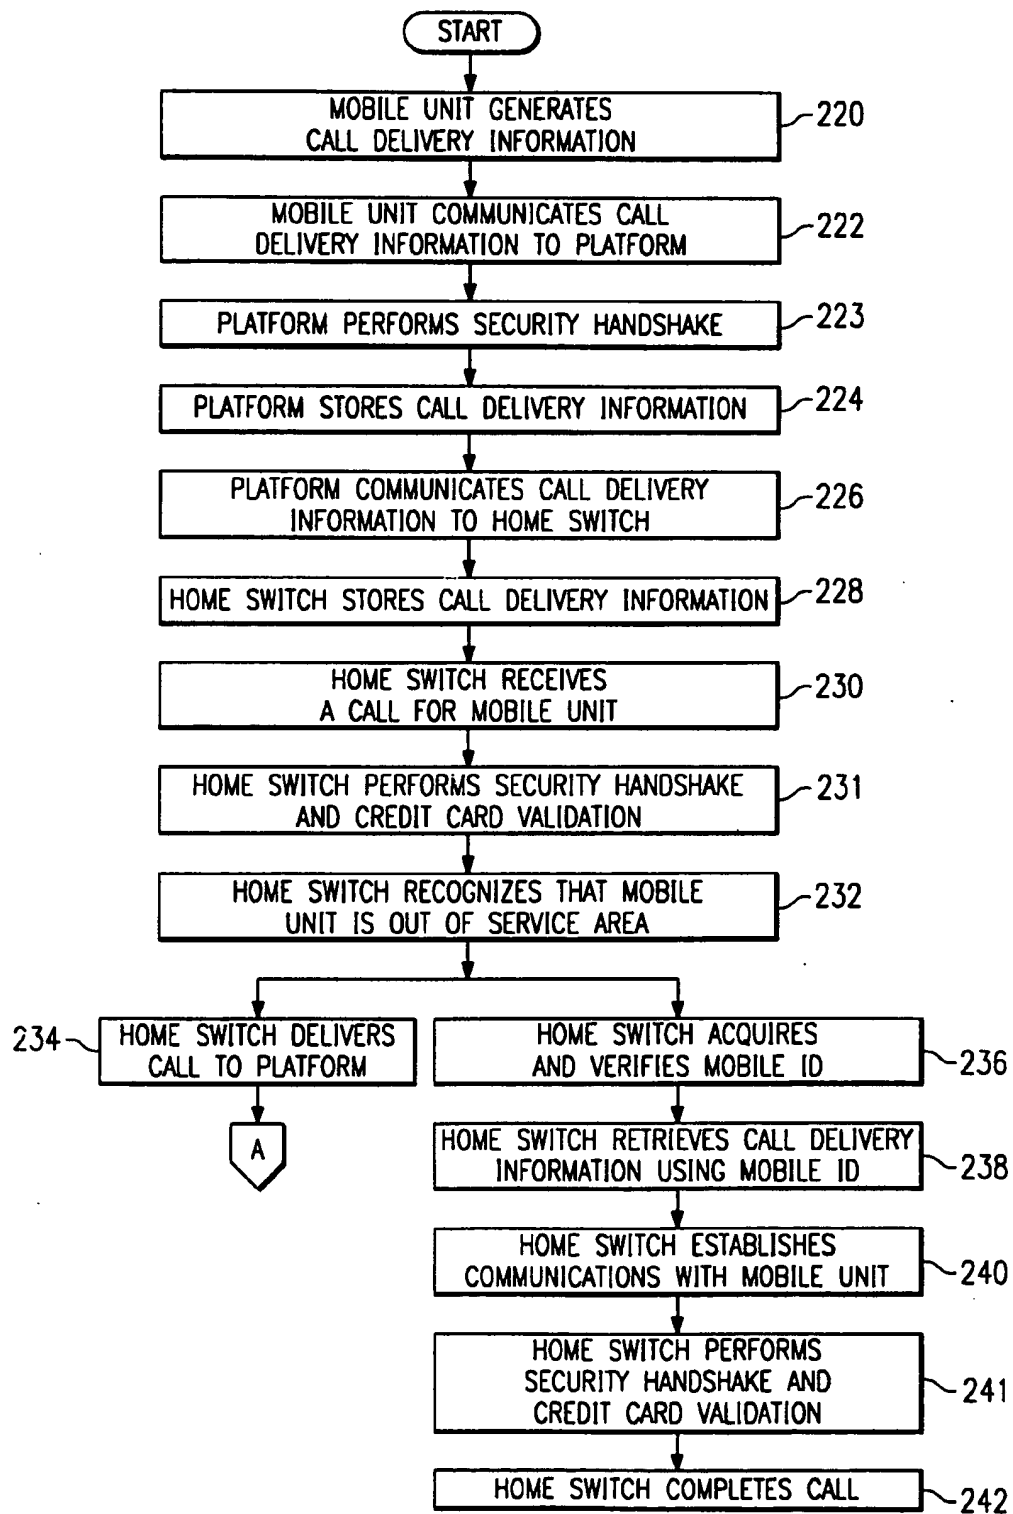 START
MOBILE UNIT GENERATES
CALL DELIVERY INFORMATION
220
MOBILE UNIT COMMUNICATES CALL
DELIVERY INFORMATION TO PLATFORM
222
PLATFORM PERFORMS SECURITY HANDSHAKE
223
PLATFORM STORES CALL DELIVERY INFORMATION
224
PLATFORM COMMUNICATES CALL DELIVERY
INFORMATION TO HOME SWITCH
226
HOME SWITCH STORES CALL DELIVERY INFORMATION
228
HOME SWITCH RECEIVES
A CALL FOR MOBILE UNIT
230
HOME SWITCH PERFORMS SECURITY HANDSHAKE
AND CREDIT CARD VALIDATION
231
HOME SWITCH RECOGNIZES THAT MOBILE
UNIT IS OUT OF SERVICE AREA
232
234
HOME SWITCH DELIVERS
CALL TO PLATFORM
A
HOME SWITCH ACQUIRES
AND VERIFIES MOBILE ID
236
HOME SWITCH RETRIEVES CALL DELIVERY
INFORMATION USING MOBILE ID
238
HOME SWITCH ESTABLISHES
COMMUNICATIONS WITH MOBILE UNIT
240
HOME SWITCH PERFORMS
SECURITY HANDSHAKE AND
CREDIT CARD VALIDATION
241
HOME SWITCH COMPLETES CALL
242